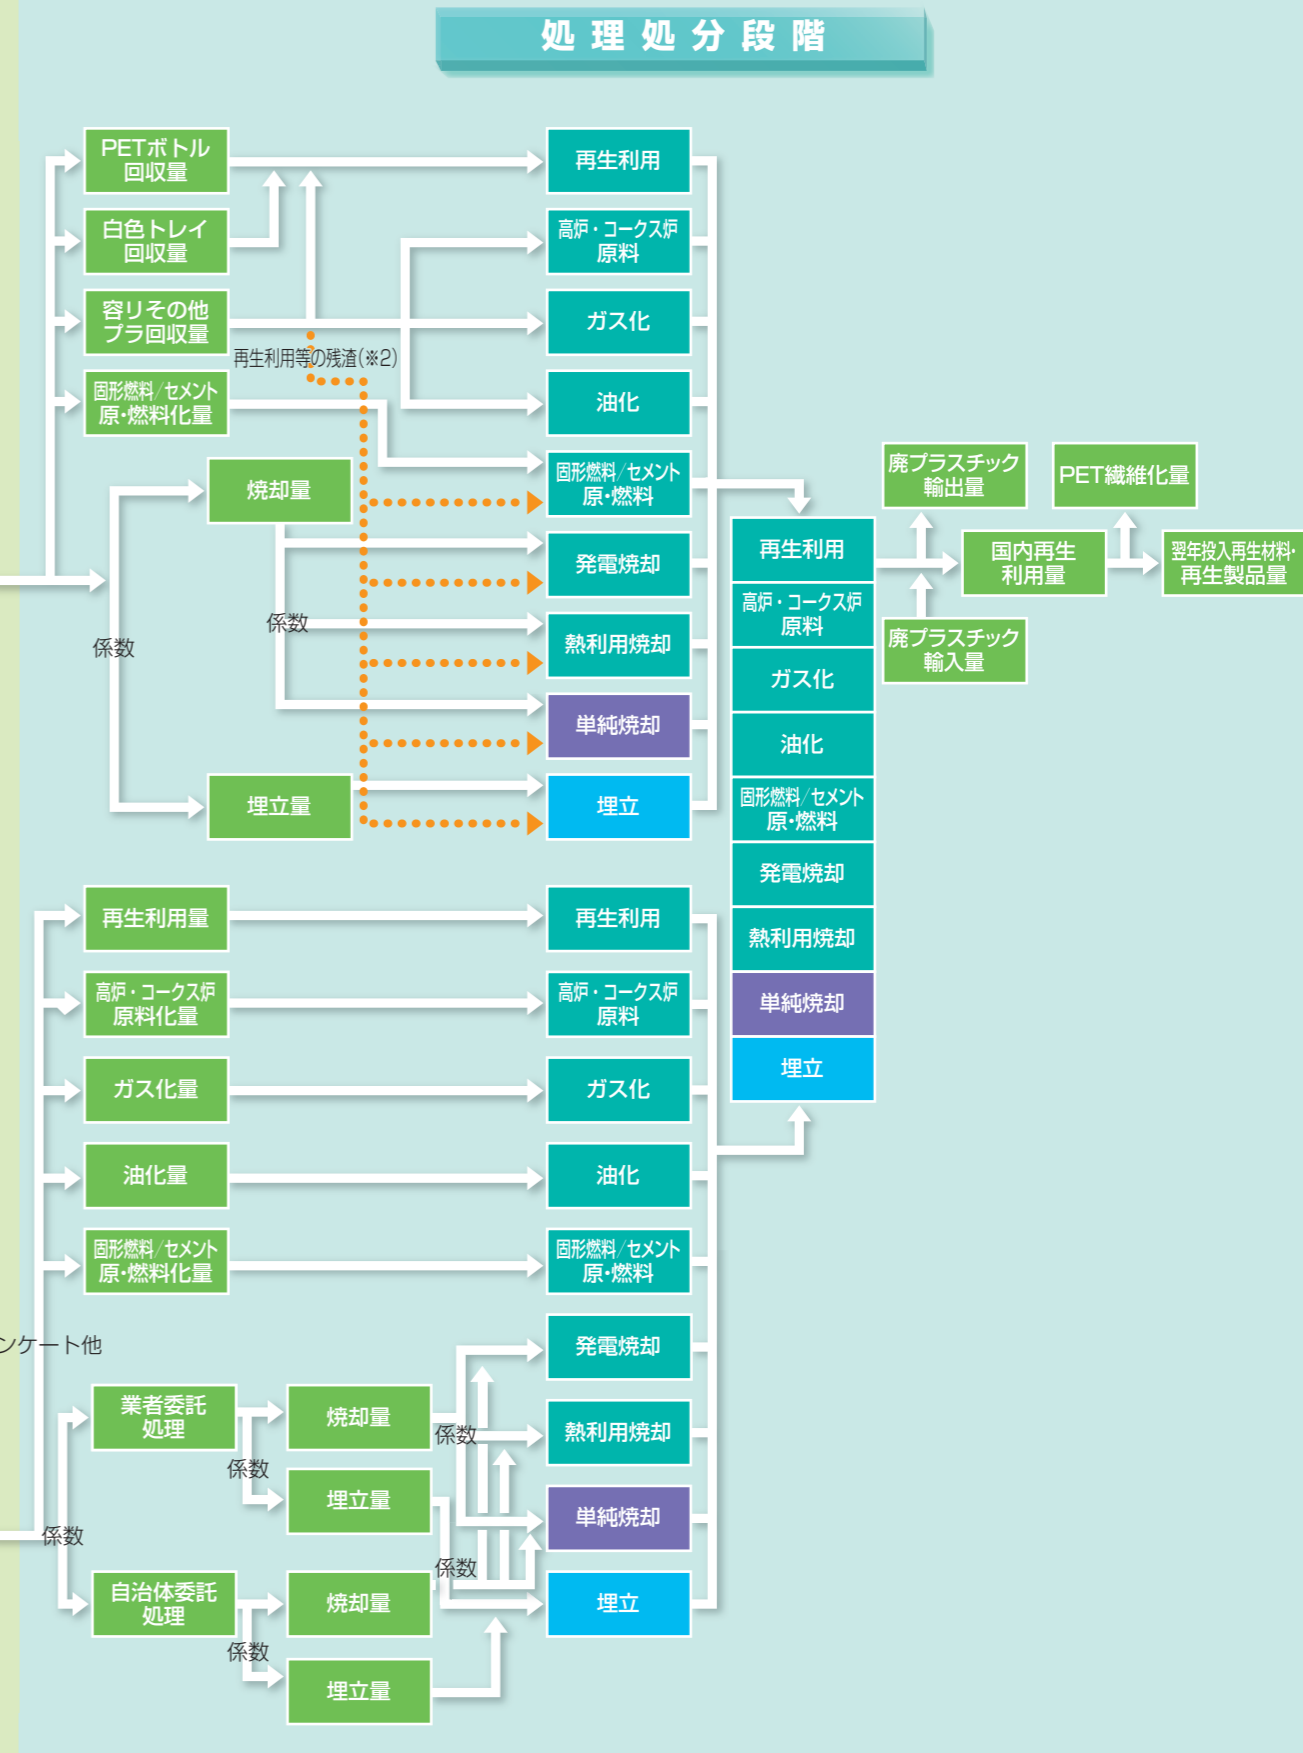 処理処分段階
PETボトル
回収量
白色トレイ
回収量
容リその他
プラ回収量
固形燃料/セメント
原・燃料化量
焼却量
埋立量
係数
係数
再生利用等の残渣(※2)
再生利用
高炉・コークス炉
原料
ガス化
油化
固形燃料/セメント
原・燃料
発電焼却
熱利用焼却
単純焼却
埋立
再生利用量
高炉・コークス炉
原料化量
ガス化量
油化量
固形燃料/セメント
原・燃料化量
ンケート他
業者委託
処理
自治体委託
処理
係数
係数
係数
焼却量
埋立量
焼却量
埋立量
係数
係数
再生利用
高炉・コークス炉
原料
ガス化
油化
固形燃料/セメント
原・燃料
発電焼却
熱利用焼却
単純焼却
埋立
再生利用
高炉・コークス炉
原料
ガス化
油化
固形燃料/セメント
原・燃料
発電焼却
熱利用焼却
単純焼却
埋立
廃プラスチック
輸出量
PET繊維化量
国内再生
利用量
翌年投入再生材料・
再生製品量
廃プラスチック
輸入量